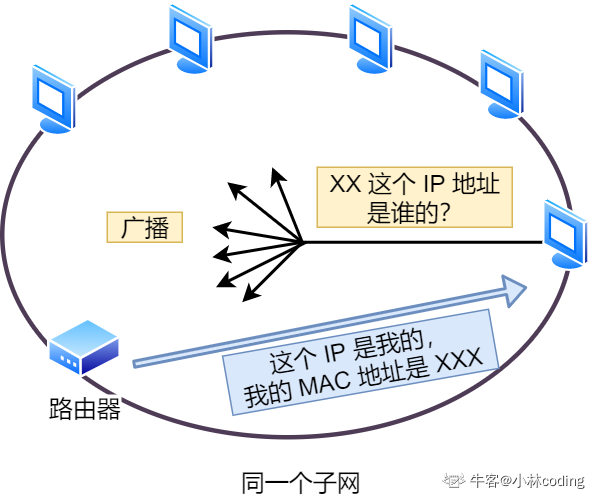 XX 这个 IP 地址
是谁的？
广播
这个 IP 是我的，
我的 MAC 地址是 XXX
路由器
同一个子网
牛客@小林coding